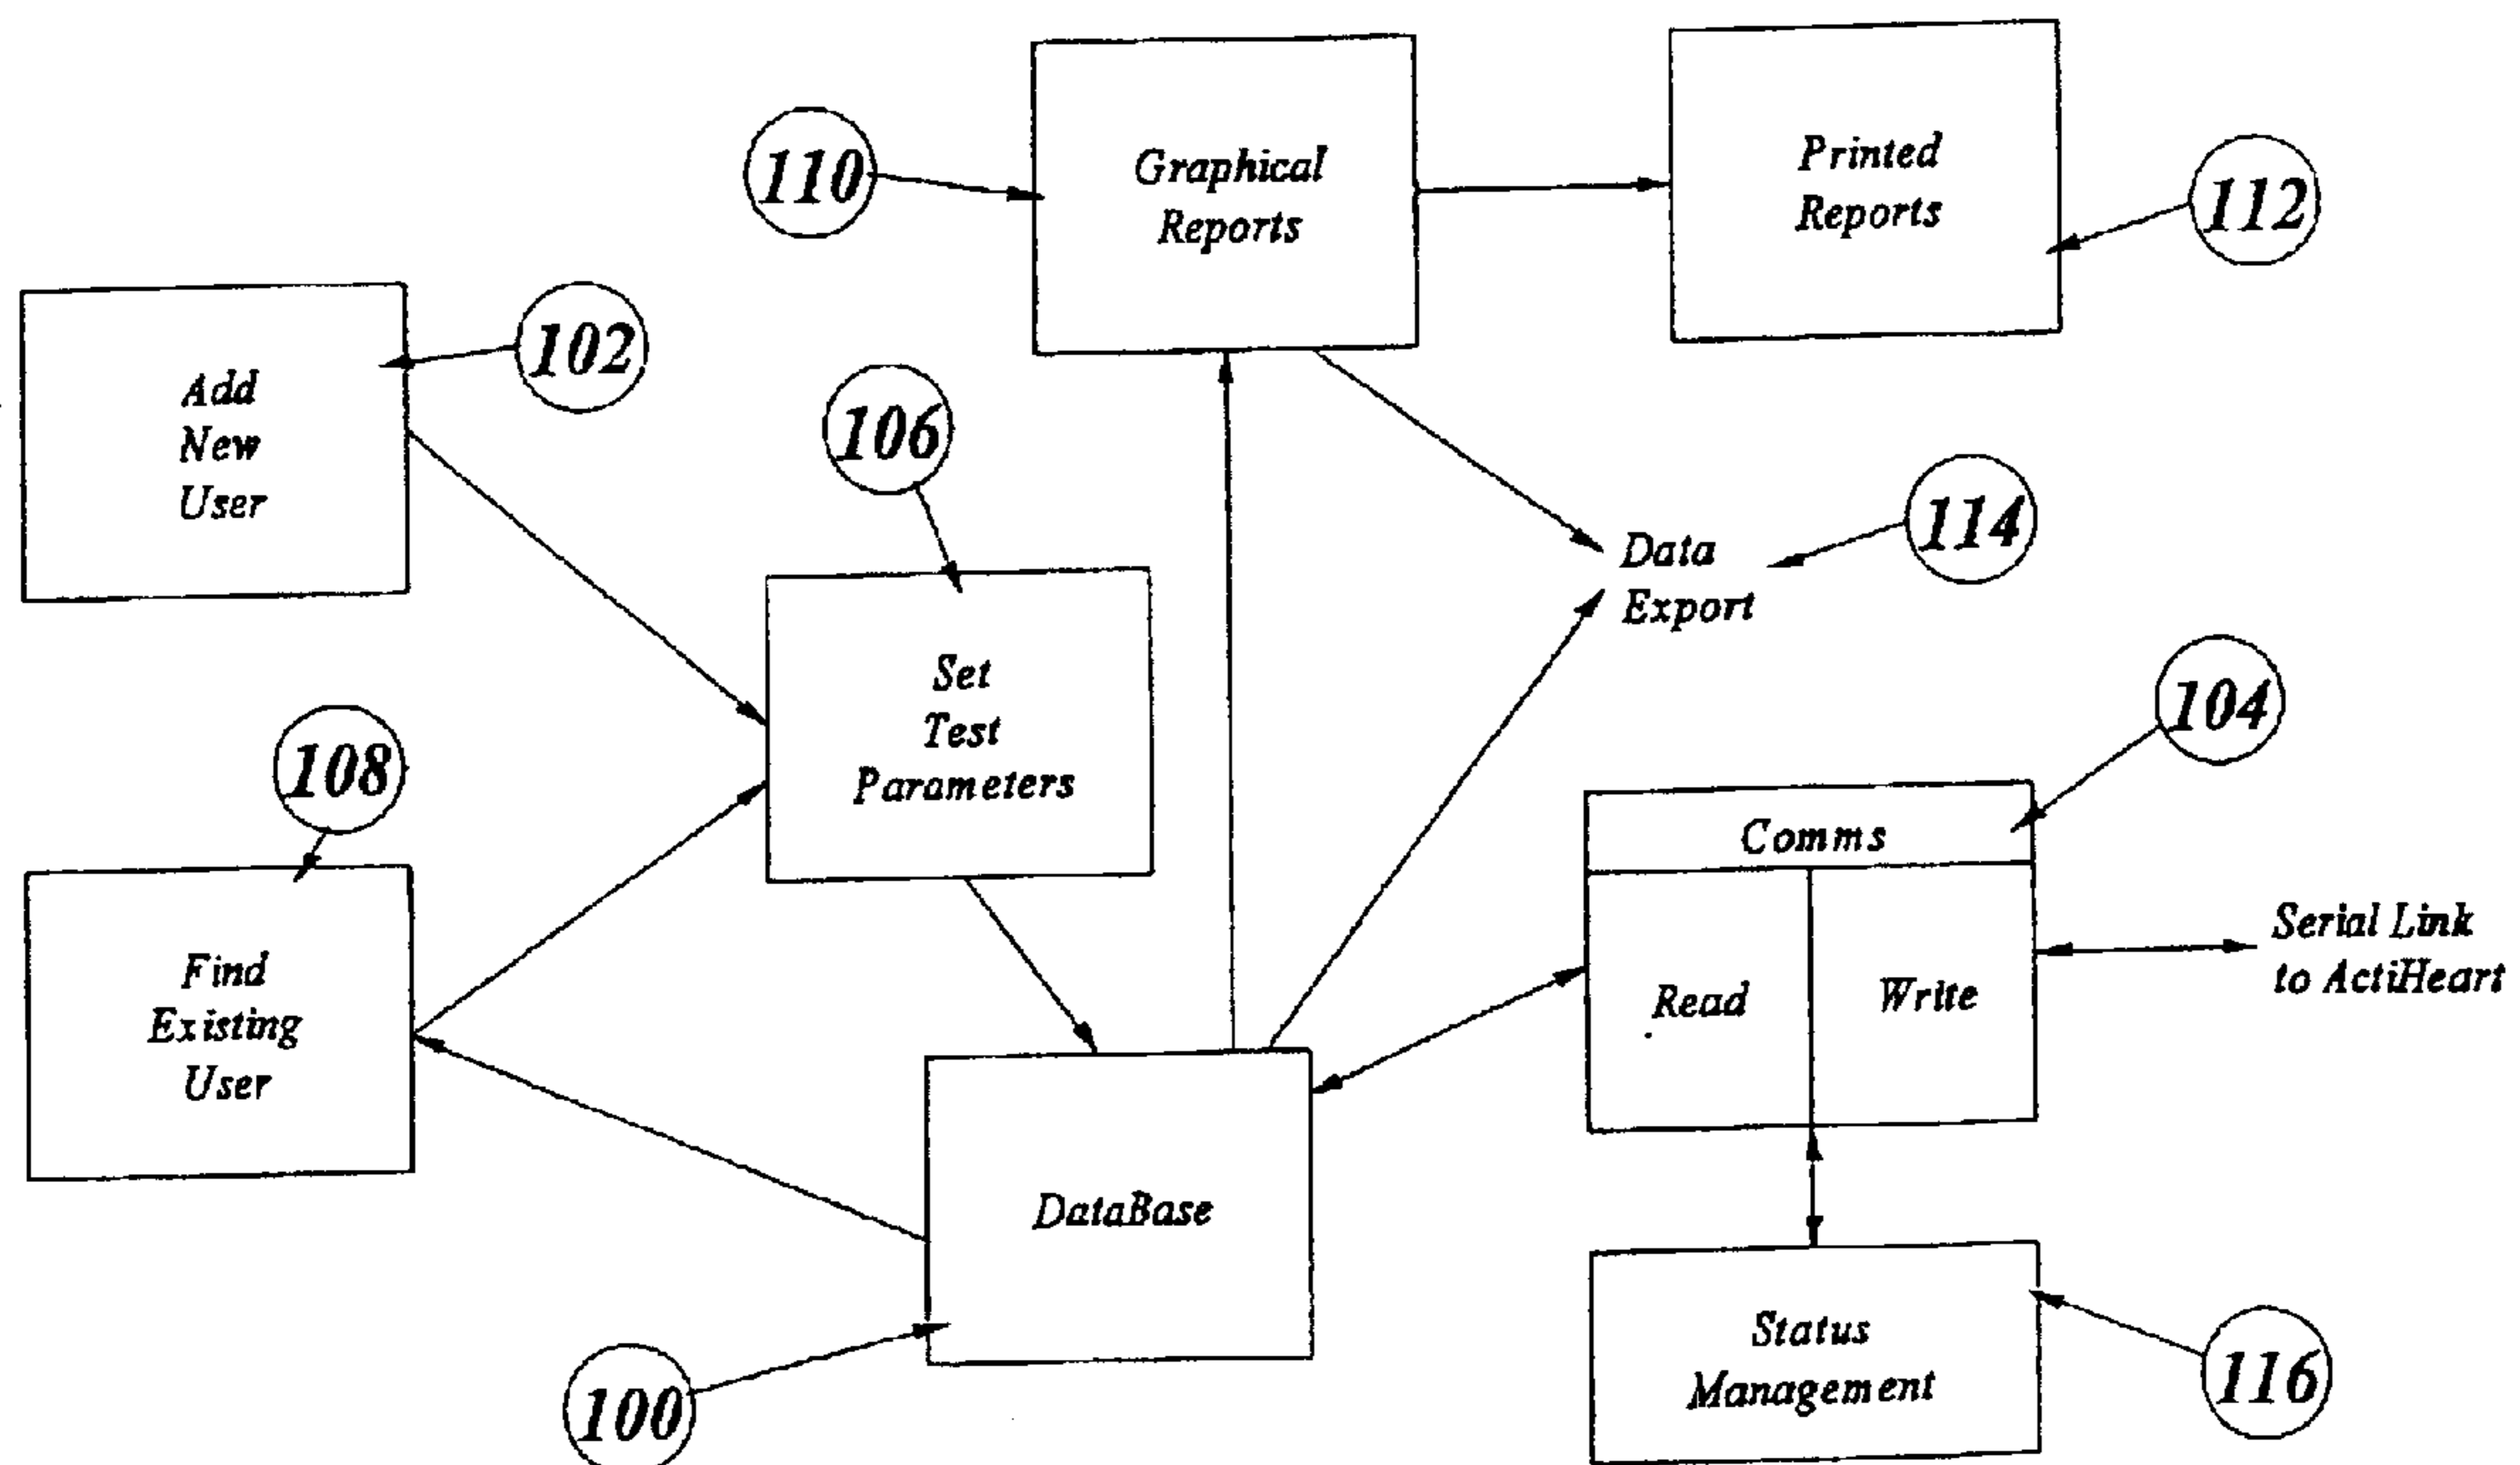 110
Graphical
Reports
Printed
Reports
112
102
Add
New
User
106
114
Data
Export
Set
Test
Parameters
104
108
Comms
Read
Write
Serial Link
to ActiHeart
Find
Existing
User
DataBase
100
Status
Management
116